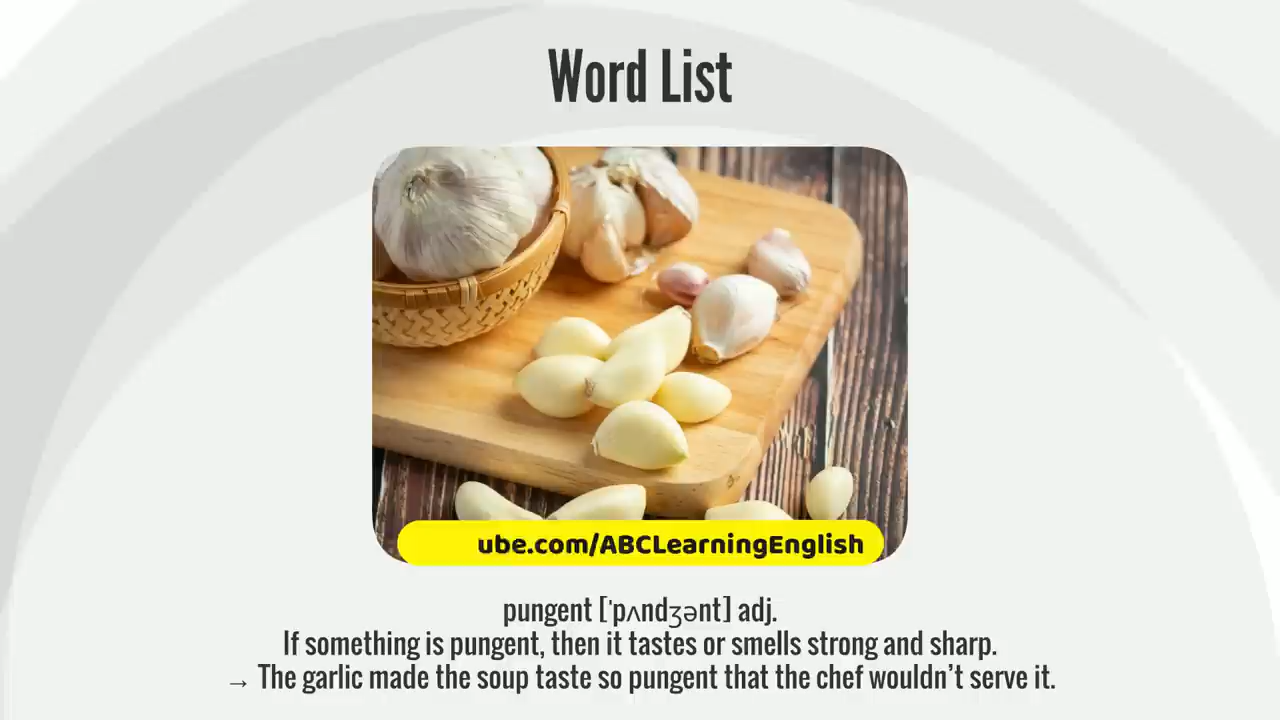 Word List
ube.com/ABCLearningEnglish
pungent [ˈpʌndʒənt] adj.
If something is pungent, then it tastes or smells strong and sharp.
→ The garlic made the soup taste so pungent that the chef wouldn’t serve it.